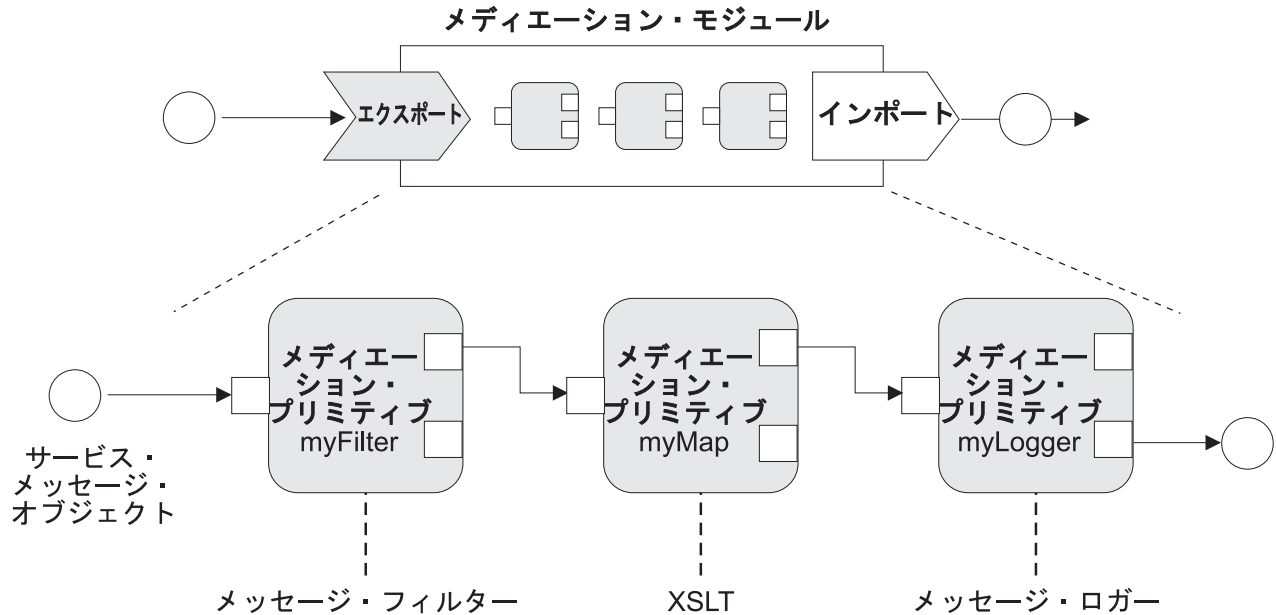 メディエーション・モジュール
エクスポート
インポート
メディエー
ション・
プリミティブ
myFilter
メディエー
ション・
プリミティブ
myMap
メディエー
ション・
プリミティブ
myLogger
サービス・
メッセージ・
オブジェクト
メッセージ・フィルター
XSLT
メッセージ・ロガー